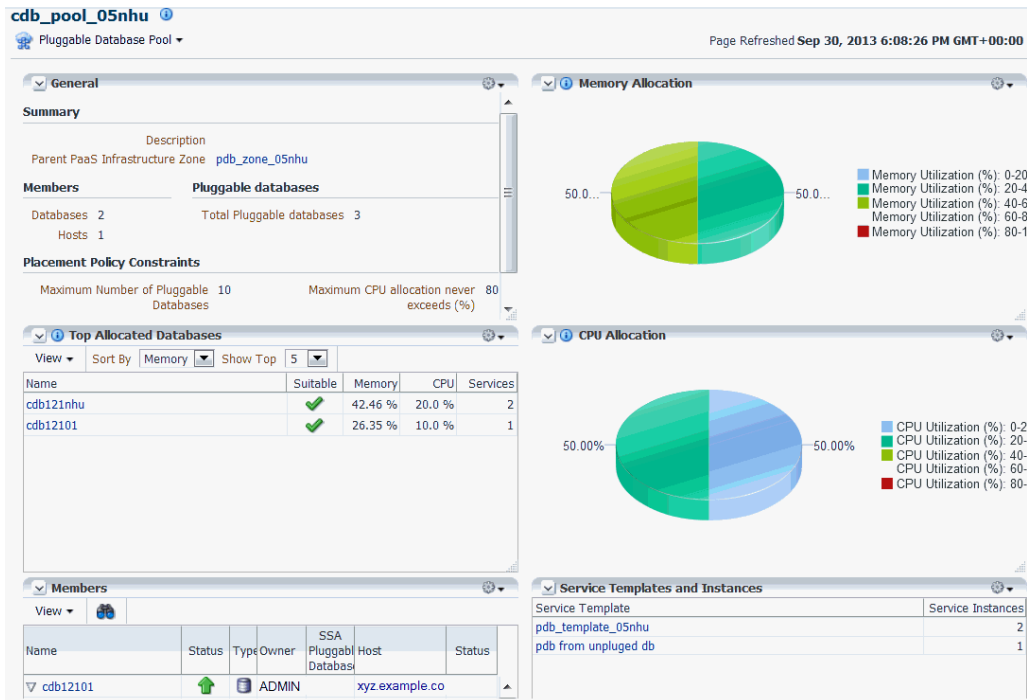 cdb_pool_05nhu
Pluggable Database Pool
Page Refreshed Sep 30, 2013 6:08:26 PM GMT+00:00
General
Summary
Description
Parent PaaS Infrastructure Zone pdb_zone_05nhu
Members Pluggable databases
Databases 2 Total Pluggable databases 3
Hosts 1
Placement Policy Constraints
Maximum Number of Pluggable 10 Maximum CPU allocation never 80
Databases exceeds (%)
Memory Allocation
50.0...
50.0...
Memory Utilization (%): 0-20
Memory Utilization (%): 20-4
Memory Utilization (%): 40-6
Memory Utilization (%): 60-8
Memory Utilization (%): 80-1
Top Allocated Databases
View Sort By Memory Show Top 5
Name Suitable Memory CPU Services
cdb121nhu 42.46 % 20.0 % 2
cdb12101 26.35 % 10.0 % 1
CPU Allocation
50.00%
50.00%
CPU Utilization (%): 0-2
CPU Utilization (%): 20-
CPU Utilization (%): 40-
CPU Utilization (%): 60-
CPU Utilization (%): 80-
Members
View
Name Status Type Owner SSA Pluggabl Databas Host Status
cdb12101 ADMIN xyz.example.co
Service Templates and Instances
Service Template Service Instances
pdb_template_05nhu 2
pdb from unpluged db 1